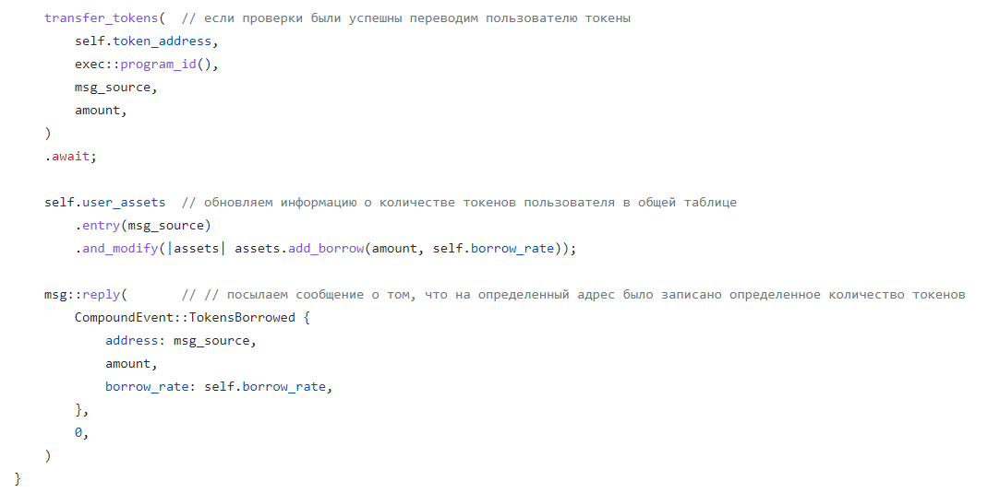 transfer_tokens(  // если проверки были успешны переводим пользователю токены
    self.token_address,
    exec::program_id(),
    msg_source,
    amount,
)
.await;

self.user_assets  // обновляем информацию о количестве токенов пользователя в общей таблице
    .entry(msg_source)
    .and_modify(|assets| assets.add_borrow(amount, self.borrow_rate));

msg::reply(       // // посылаем сообщение о том, что на определенный адрес было записано определенное количество токенов
    CompoundEvent::TokensBorrowed {
        address: msg_source,
        amount,
        borrow_rate: self.borrow_rate,
    },
    0,
)
}